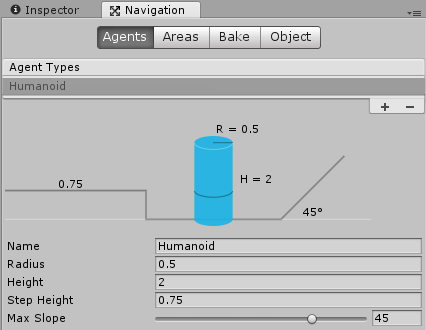 Inspector Navigation
Agents Areas Bake Object
Agent Types
Humanoid
+ −
R = 0.5
0.75
H = 2
45°
Name Humanoid
Radius 0.5
Height 2
Step Height 0.75
Max Slope 45